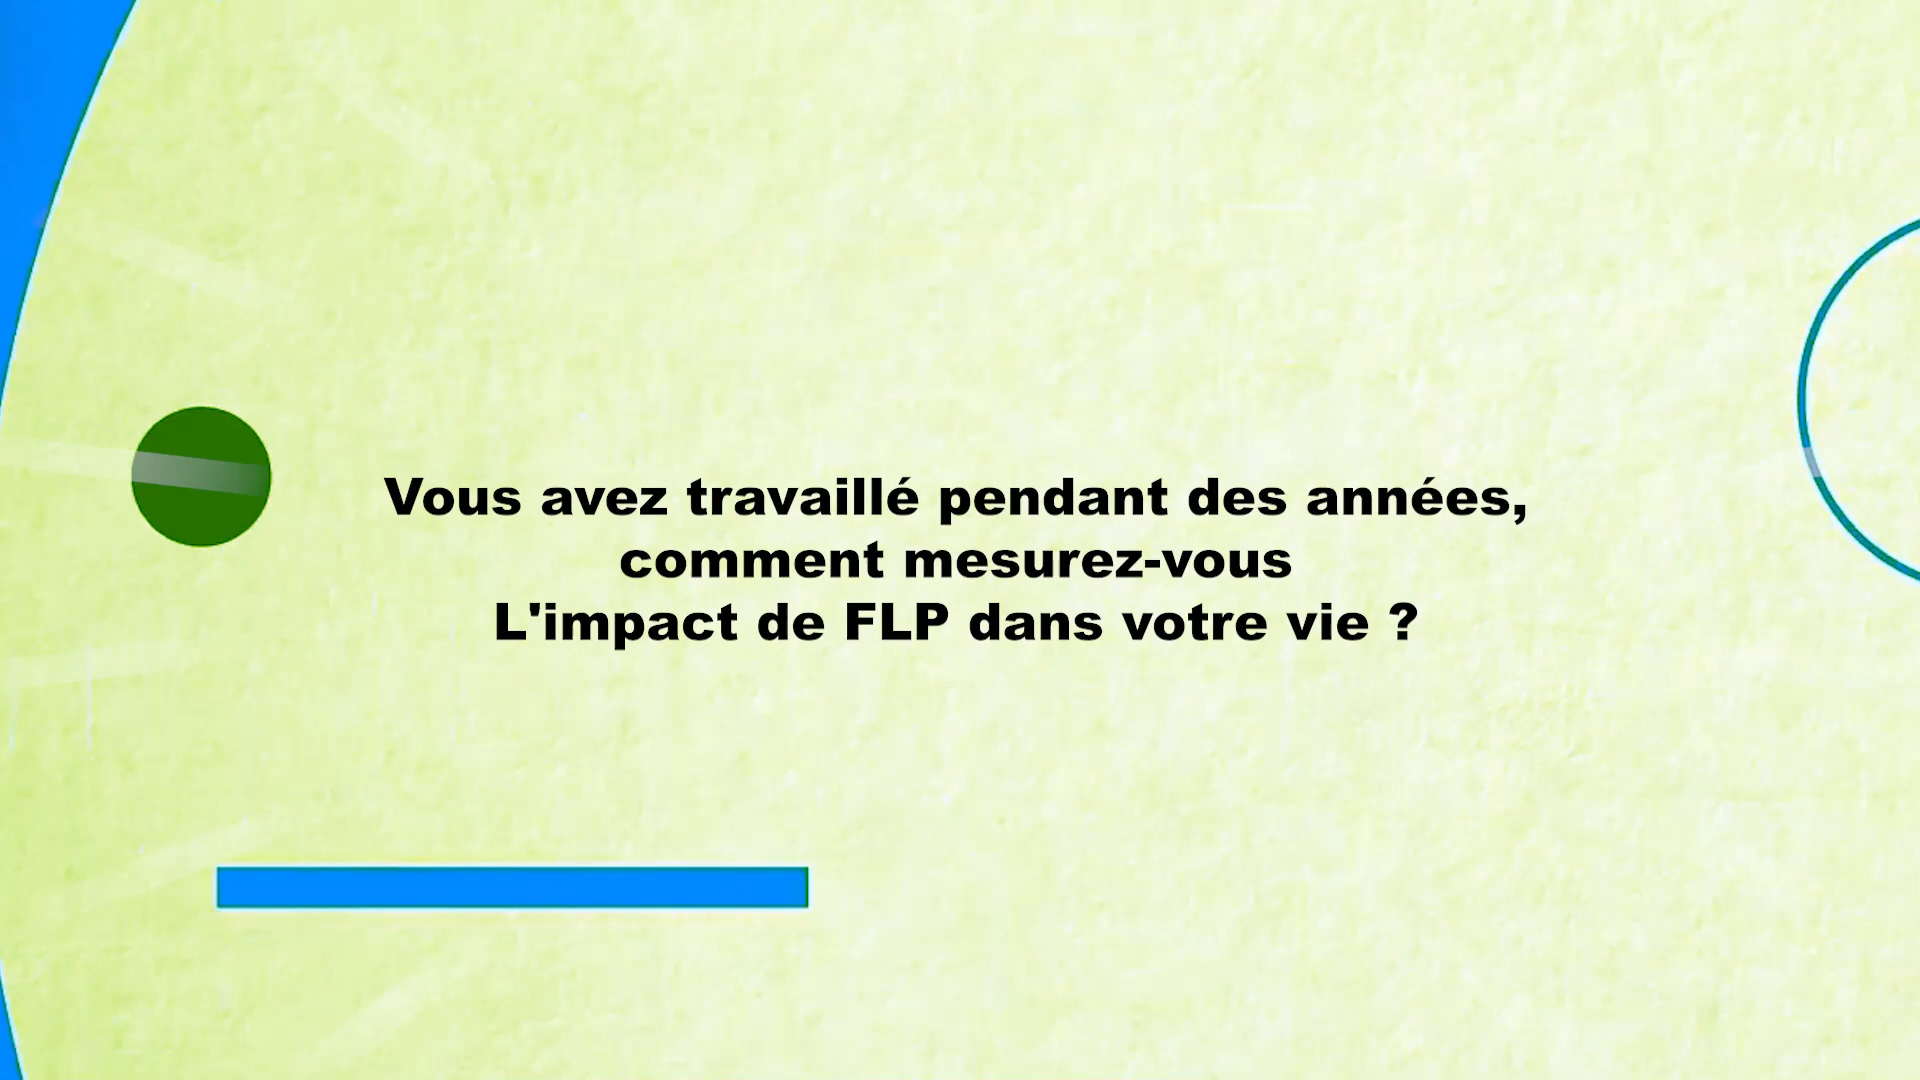 Vous avez travaillé pendant des années,
comment mesurez-vous
L'impact de FLP dans votre vie ?